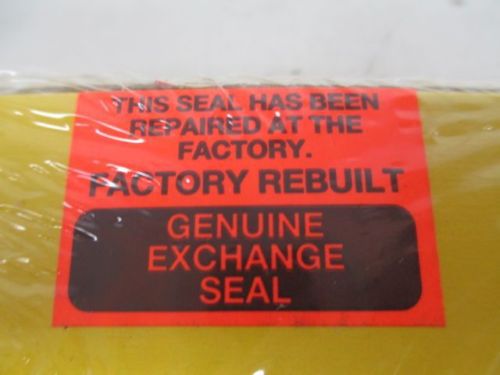 THIS SEAL HAS BEEN
REPAIRED AT THE
FACTORY.
FACTORY REBUILT
GENUINE
EXCHANGE
SEAL